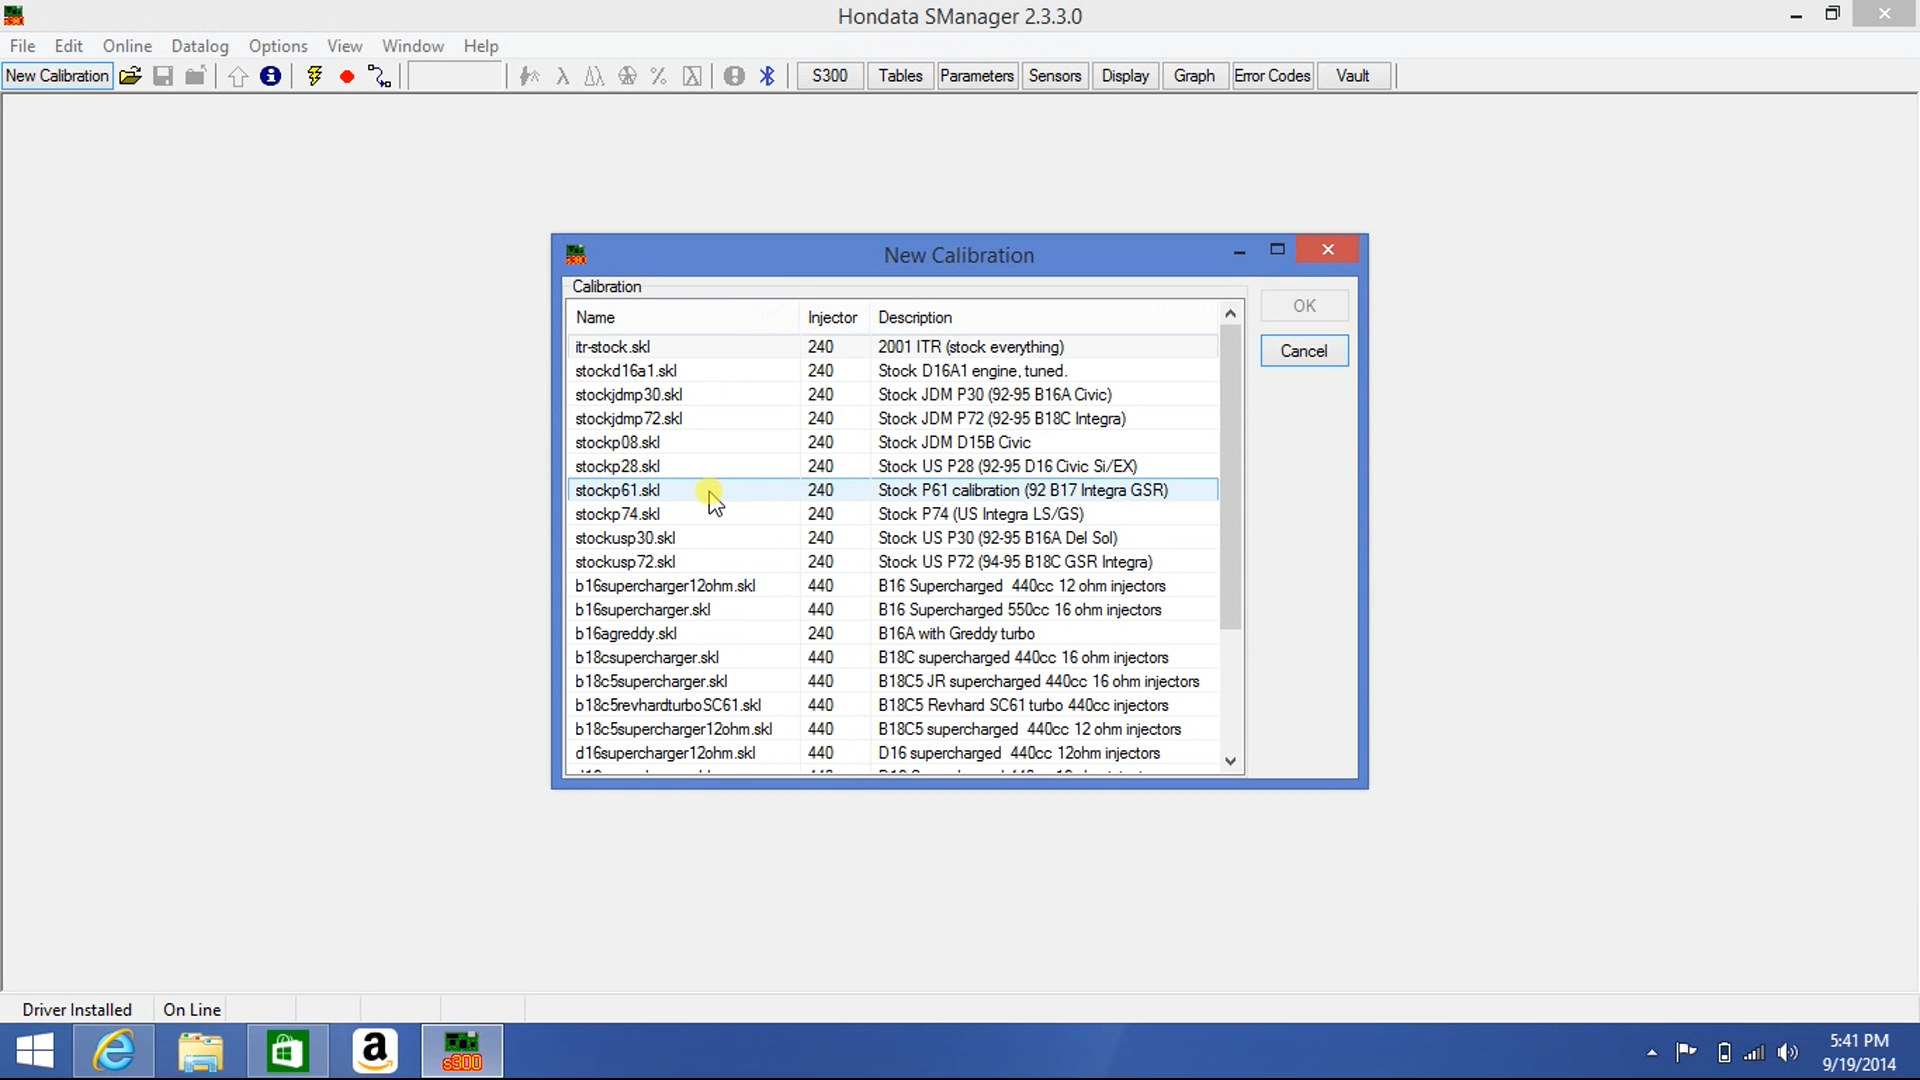 Hondata SManager 2.3.3.0
File Edit Online Datalog Options View Window Help
New Calibration S300 Tables Parameters Sensors Display Graph Error Codes Vault
New Calibration
Calibration
OK
Cancel
Name Injector Description
itr-stock.skl 240 2001 ITR (stock everything)
stockd16a1.skl 240 Stock D16A1 engine, tuned.
stockjdmp30.skl 240 Stock JDM P30 (92-95 B16A Civic)
stockjdmp72.skl 240 Stock JDM P72 (92-95 B18C Integra)
stockp08.skl 240 Stock JDM D15B Civic
stockp28.skl 240 Stock US P28 (92-95 D16 Civic Si/EX)
stockp61.skl 240 Stock P61 calibration (92 B17 Integra GSR)
stockp74.skl 240 Stock P74 (US Integra LS/GS)
stockusp30.skl 240 Stock US P30 (92-95 B16A Del Sol)
stockusp72.skl 240 Stock US P72 (94-95 B18C GSR Integra)
b16supercharger12ohm.skl 440 B16 Supercharged 440cc 12 ohm injectors
b16supercharger.skl 440 B16 Supercharged 550cc 16 ohm injectors
b16agreddy.skl 240 B16A with Greddy turbo
b18csupercharger.skl 440 B18C supercharged 440cc 16 ohm injectors
b18c5supercharger.skl 440 B18C5 JR supercharged 440cc 16 ohm injectors
b18c5revhardturboSC61.skl 440 B18C5 Revhard SC61 turbo 440cc injectors
b18c5supercharger12ohm.skl 440 B18C5 supercharged 440cc 12 ohm injectors
d16supercharger12ohm.skl 440 D16 supercharged 440cc 12ohm injectors
Driver Installed On Line
a s300
5:41 PM
9/19/2014